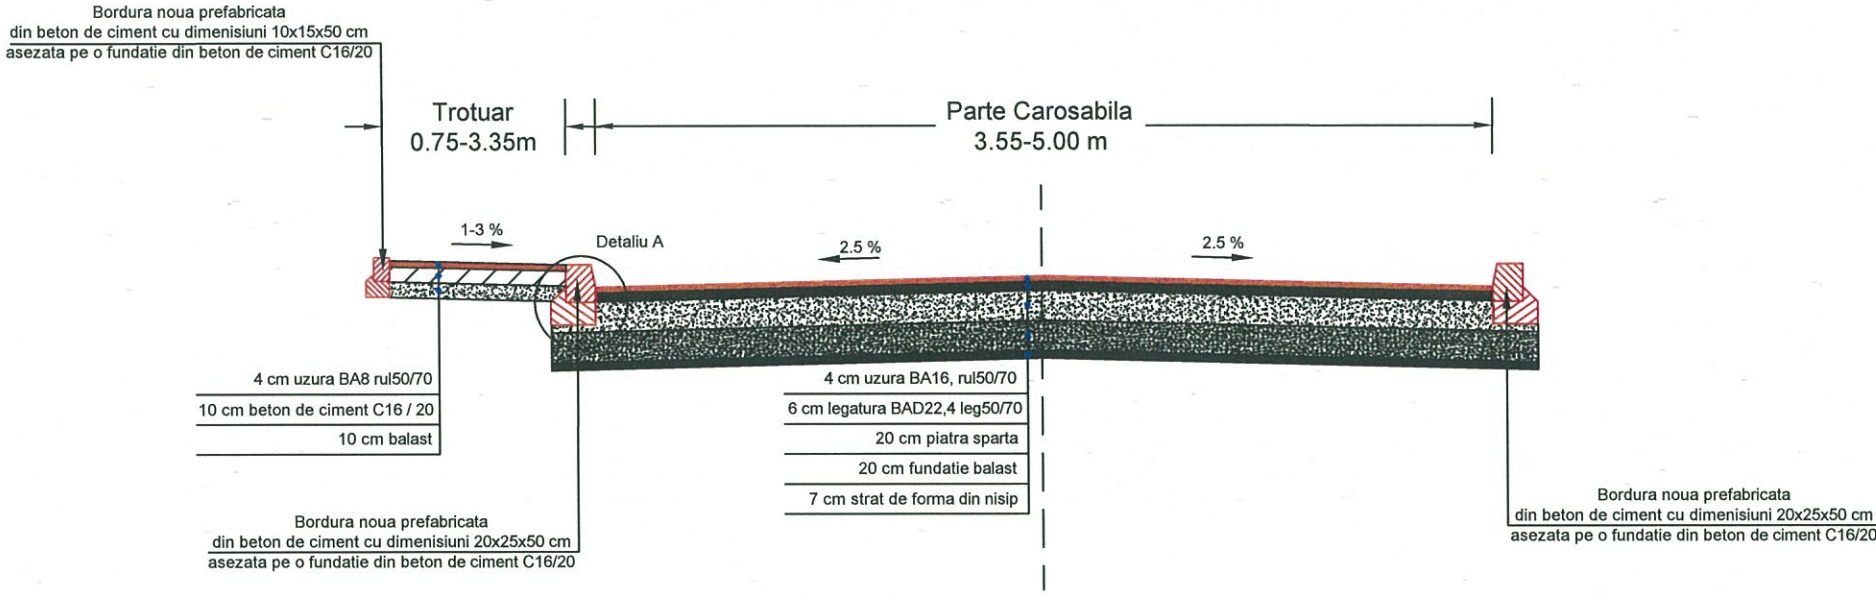 Bordura noua prefabricata
din beton de ciment cu dimenisiuni 10x15x50 cm
asezata pe o fundatie din beton de ciment C16/20
Trotuar
0.75-3.35m
Parte Carosabila
3.55-5.00 m
1-3 %
Detaliu A
2.5 %
2.5 %
4 cm uzura BA8 rul50/70
10 cm beton de ciment C16 / 20
10 cm balast
4 cm uzura BA16, rul50/70
6 cm legatura BAD22,4 leg50/70
20 cm piatra sparta
20 cm fundatie balast
7 cm strat de forma din nisip
Bordura noua prefabricata
din beton de ciment cu dimenisiuni 20x25x50 cm
asezata pe o fundatie din beton de ciment C16/20
Bordura noua prefabricata
din beton de ciment cu dimenisiuni 20x25x50 cm
asezata pe o fundatie din beton de ciment C16/20